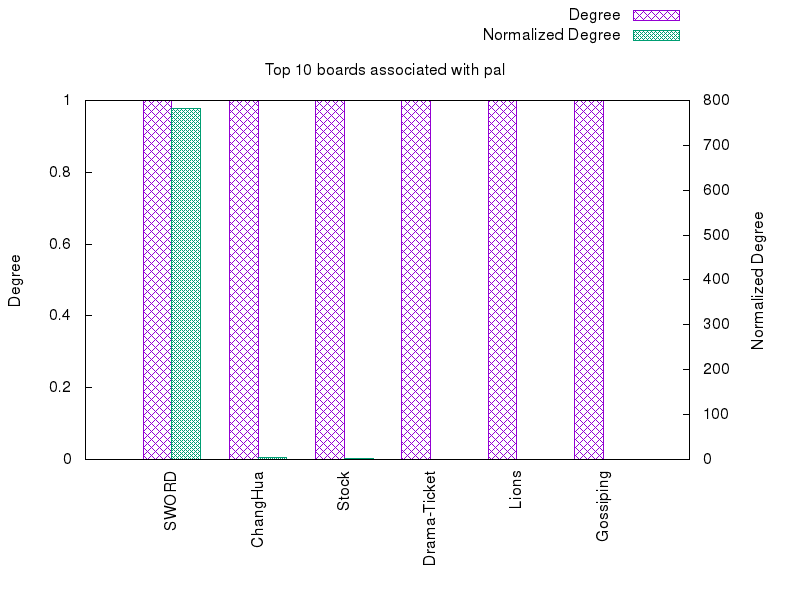 Degree
Normalized Degree
Top 10 boards associated with pal
1
0.8
0.6
0.4
0.2
0
Degree
800
700
600
500
400
300
200
100
0
Normalized Degree
SWORD
ChangHua
Stock
Drama-Ticket
Lions
Gossiping